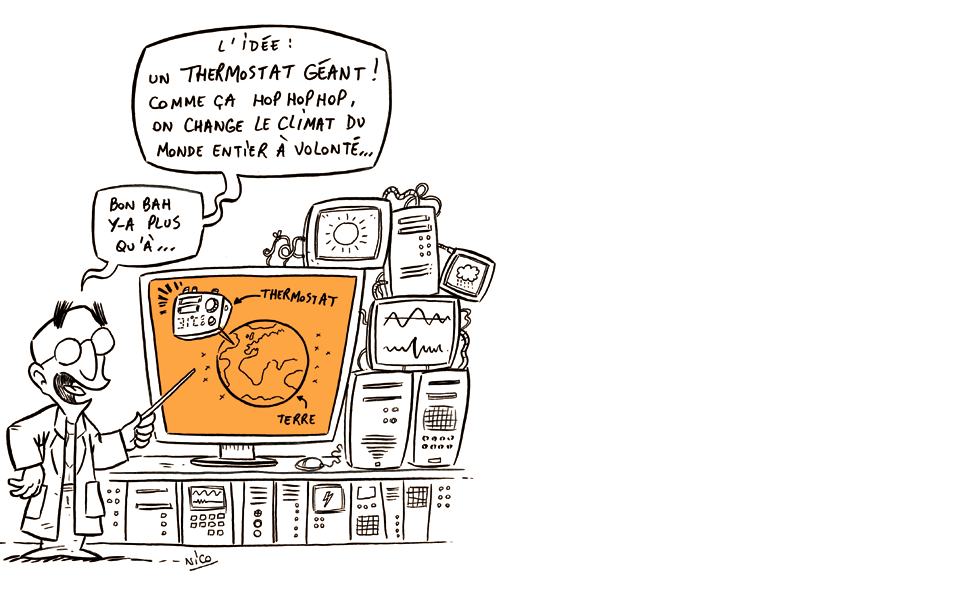 L'IDÉE :
UN THERMOSTAT GÉANT !
COMME ÇA HOP HOP HOP,
ON CHANGE LE CLIMAT DU
MONDE ENTIER À VOLONTÉ...
BON BAH
Y-A PLUS
QU'À...
THERMOSTAT
TERRE
NICO